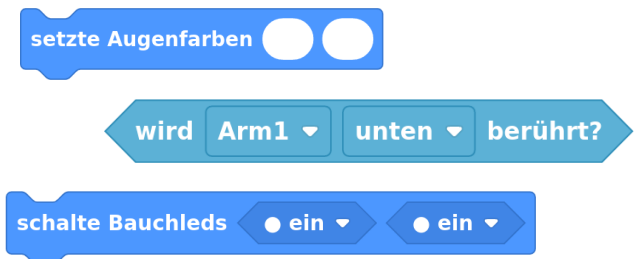 setzte Augenfarben
wird Arm1 unten berührt?
schalte Bauchleds ein ein